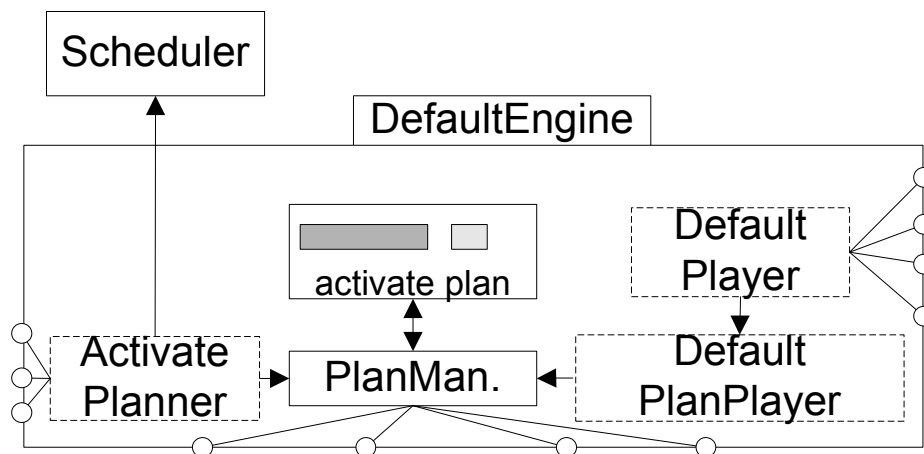 Scheduler
DefaultEngine
activate plan
Default
Player
Activate
Planner
PlanMan.
Default
PlanPlayer